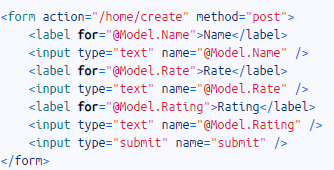 <form action="/home/create" method="post">
<label for="@Model.Name">Name</label>
<input type="text" name="@Model.Name" />
<label for="@Model.Rate">Rate</label>
<input type="text" name="@Model.Rate" />
<label for="@Model.Rating">Rating</label>
<input type="text" name="@Model.Rating" />
<input type="submit" name="submit" />
</form>